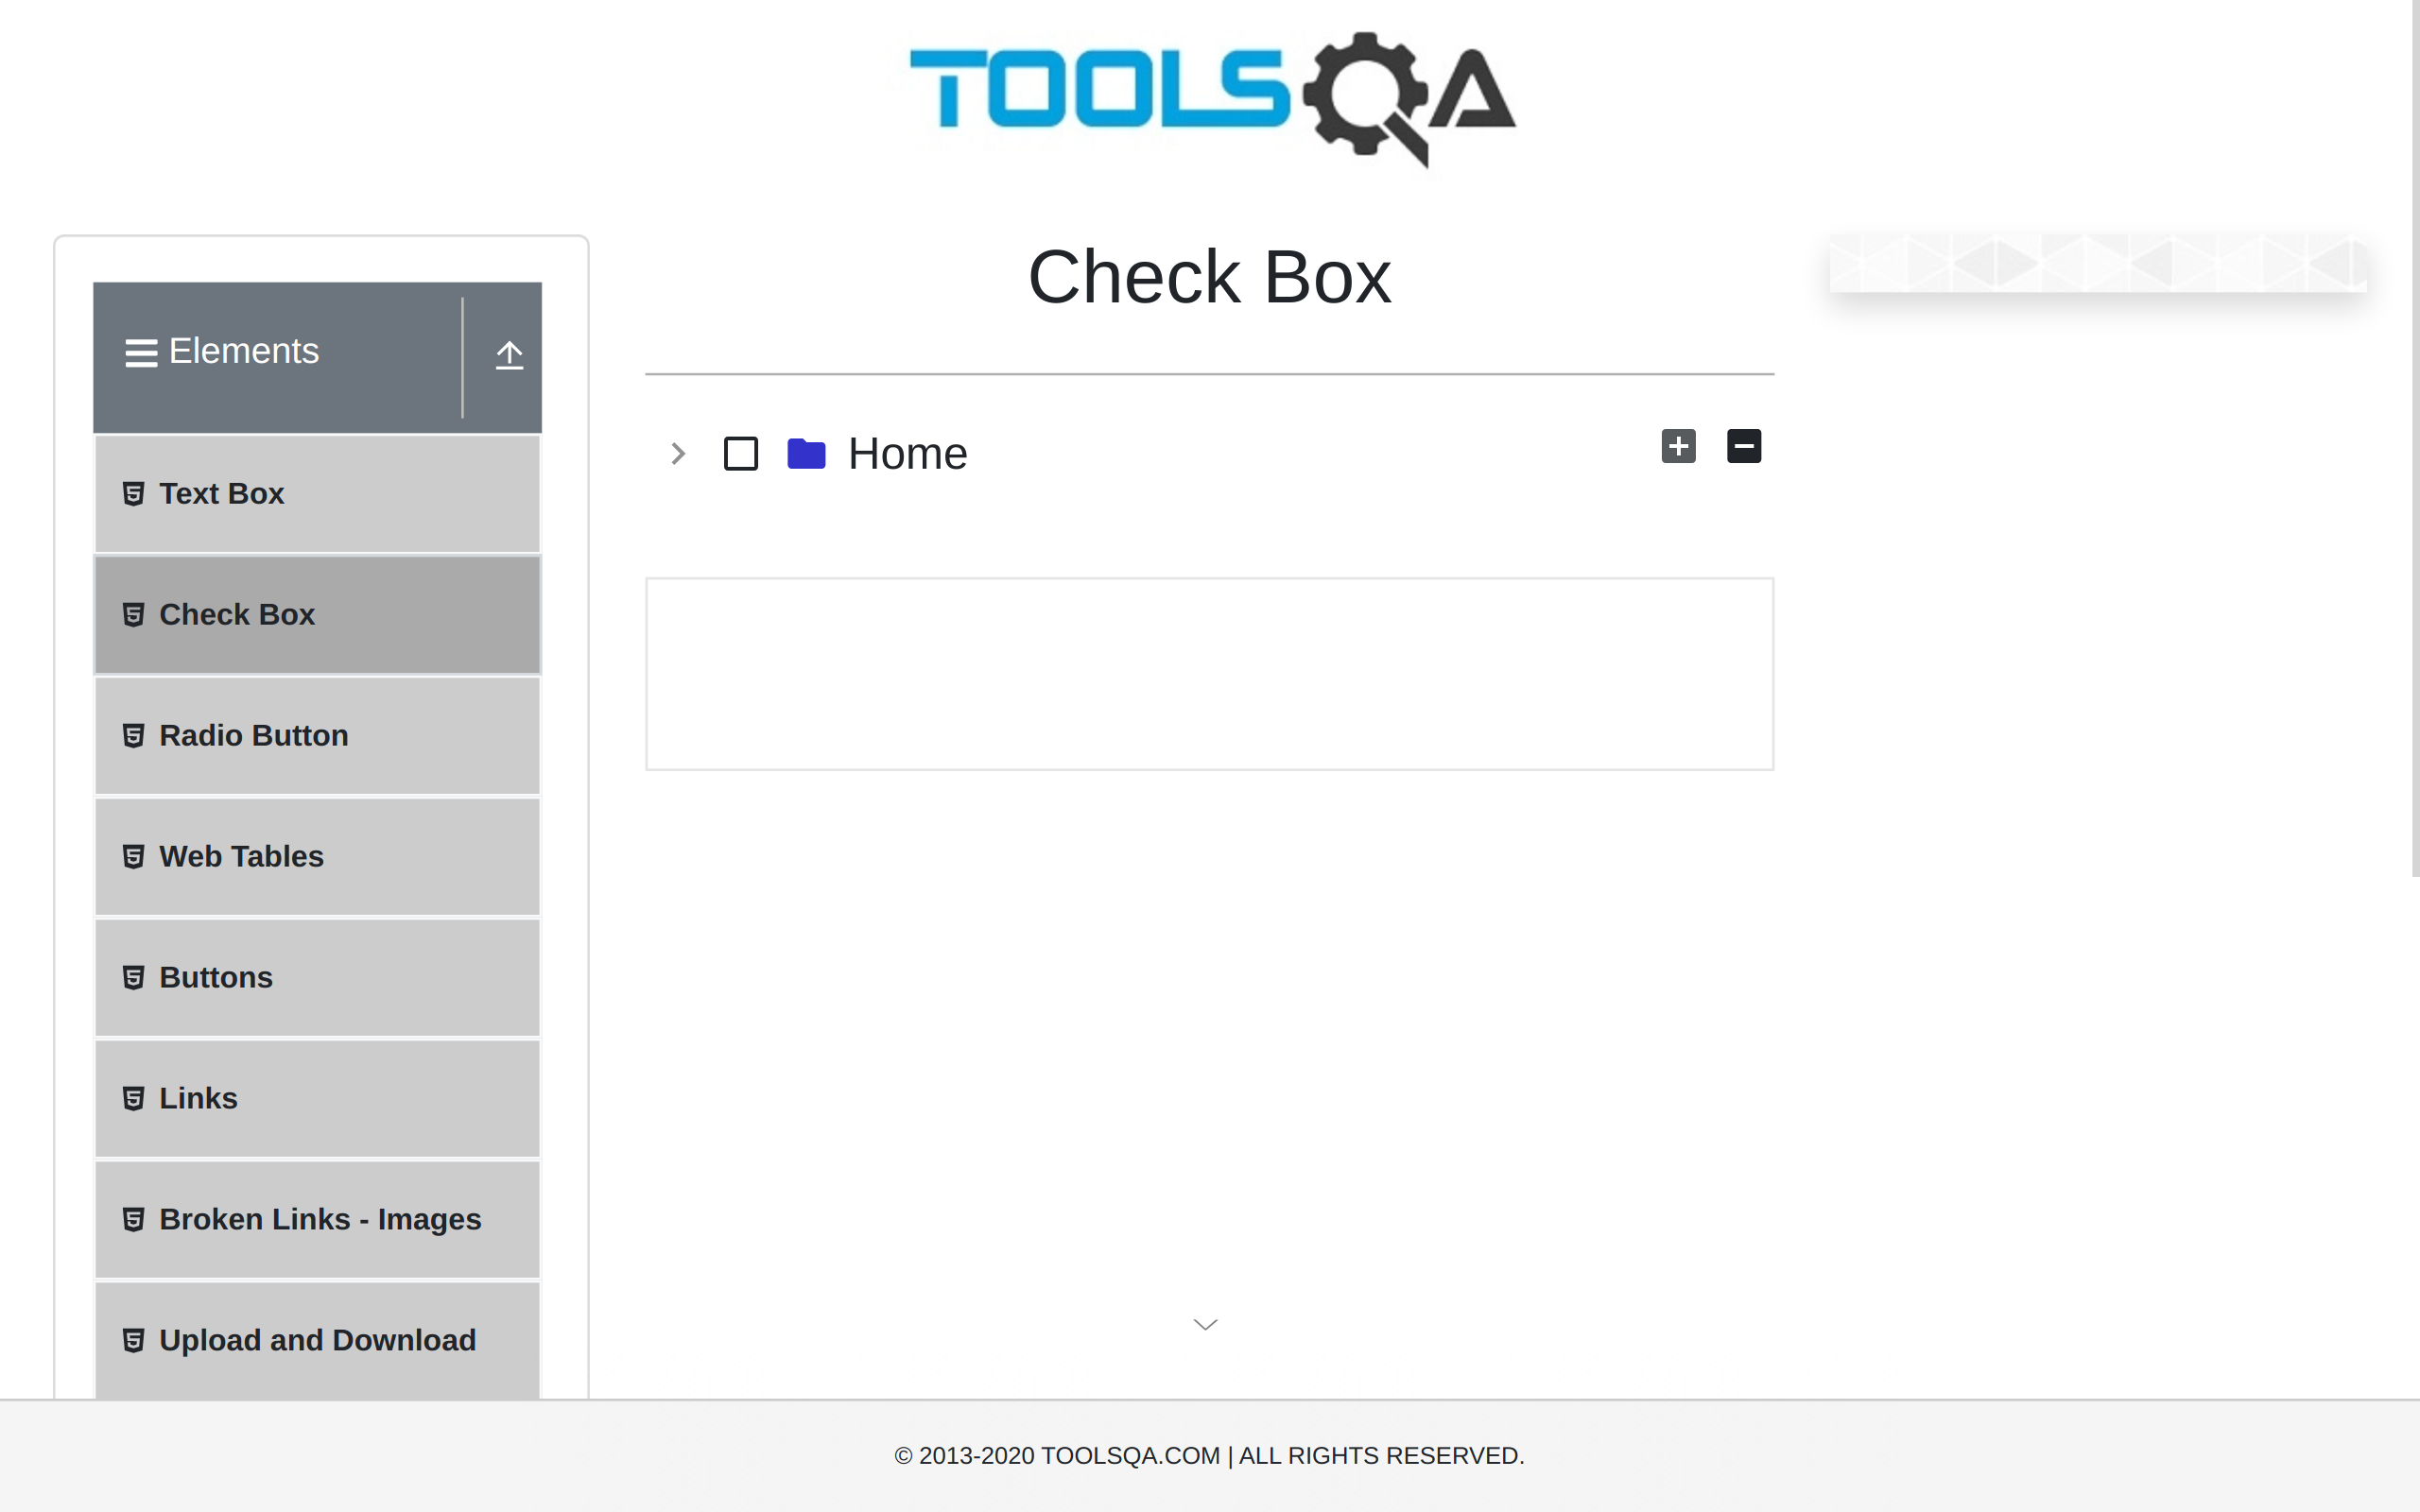 TOOLSQA
Check Box
Elements
Text Box
Check Box
Radio Button
Web Tables
Buttons
Links
Broken Links - Images
Upload and Download
Home
© 2013-2020 TOOLSQA.COM | ALL RIGHTS RESERVED.